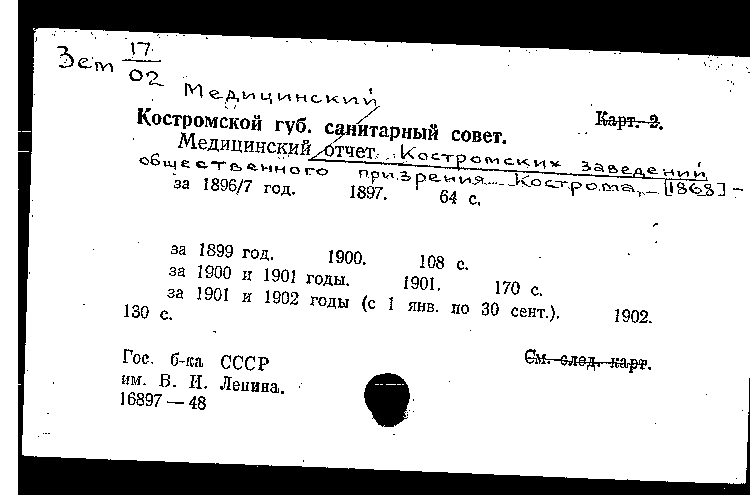 Зет 17/02
Медицинский
Карт. 2.
Костромской губ. санитарный совет.
Медицинский отчет Костромских заведений
общественного призрения. Кострома, [1868] –
за 1896/7 год. 1897. 64 с.
за 1899 год. 1900. 108 с.
за 1900 и 1901 годы. 1901. 170 с.
за 1901 и 1902 годы (с 1 янв. по 30 сент.). 1902.
130 с.
Гос. б-ка СССР
См. след. карт.
им. В. И. Ленина.
16897 — 48